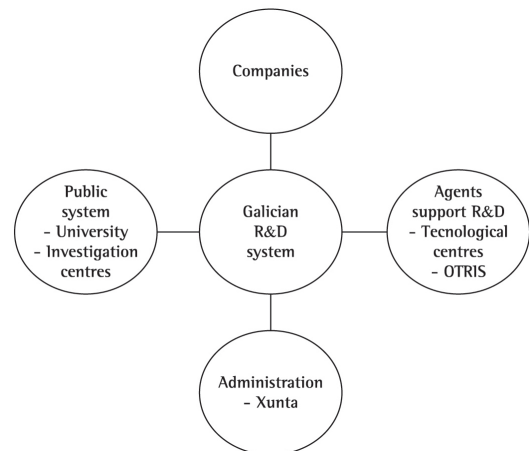 Companies
Public
system
- University
- Investigation
centres
Galician
R&D
system
Agents
support R&D
- Tecnological
centres
- OTRIS
Administration
- Xunta